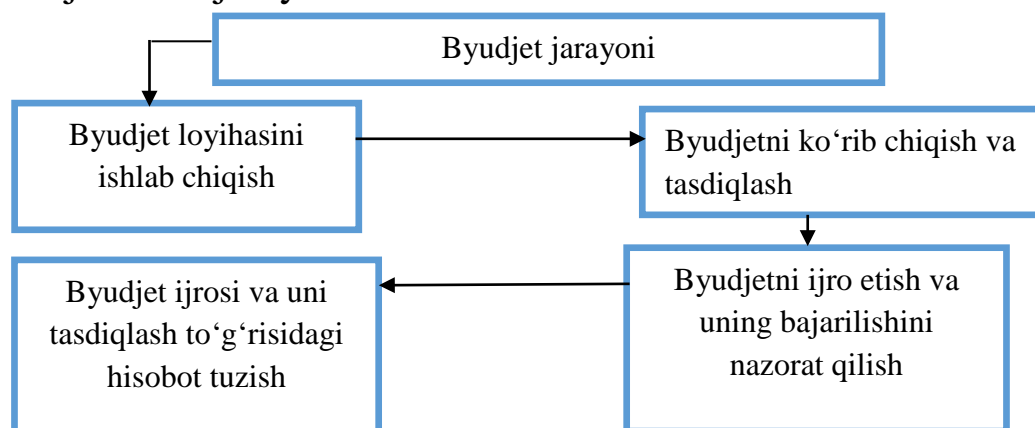 Byudjet jarayoni
Byudjet loyihasini
ishlab chiqish
Byudjetni ko‘rib chiqish va
tasdiqlash
Byudjetni ijro etish va
uning bajarilishini
nazorat qilish
Byudjet ijrosi va uni
tasdiqlash to‘g‘risidagi
hisobot tuzish